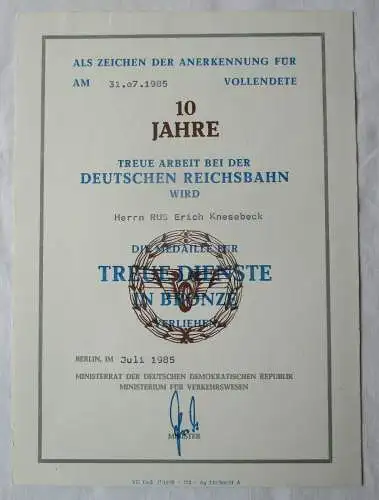 ALS ZEICHEN DER ANERKENNUNG FÜR
AM 31.o7.1985 VOLLENDETE
10
JAHRE
TREUE ARBEIT BEI DER
DEUTSCHEN REICHSBAHN
WIRD
Herrn RUS Erich Knesebeck
DIE MEDAILLE FÜR
TREUE DIENSTE
IN BRONZE
VERLIEHEN
BERLIN, IM Juli 1985
MINISTERRAT DER DEUTSCHEN DEMOKRATISCHEN REPUBLIK
MINISTERIUM FÜR VERKEHRSWESEN
MINISTER